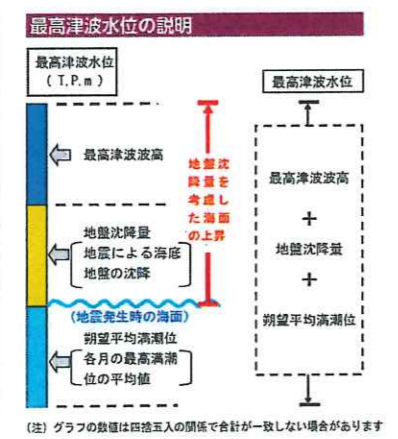 最高津波水位の説明
最高津波水位
(T.P.m)
最高津波波高
地盤沈降量
地震による海底
地盤の沈降
(地震発生時の海面)
朔望平均満潮位
各月の最高満潮
位の平均値
地盤沈
降量を
考慮し
た海面
の上昇
最高津波水位
最高津波波高
+
地盤沈降量
+
朔望平均満潮位
(注) グラフの数値は四捨五入の関係で合計が一致しない場合があります